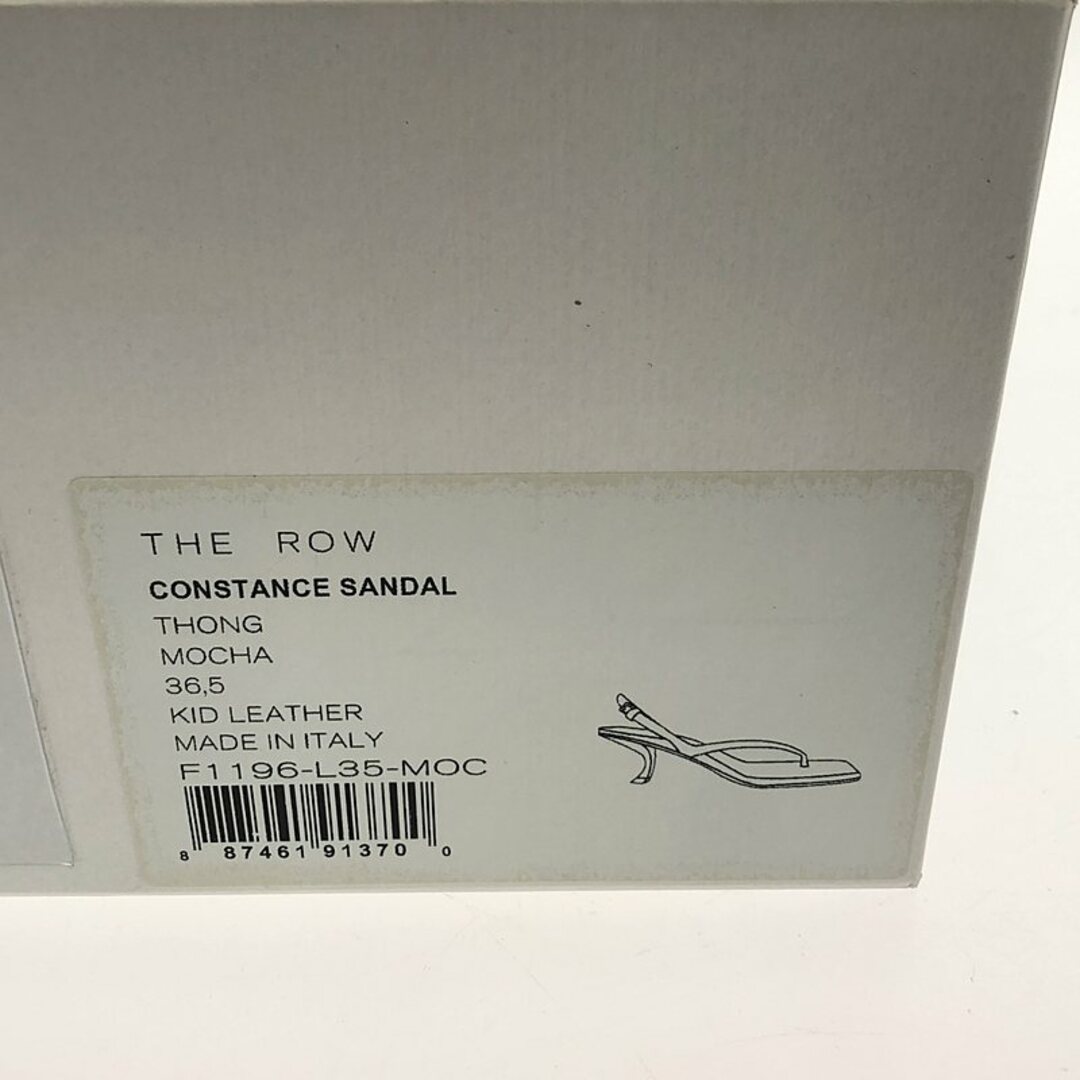 THE ROW
CONSTANCE SANDAL
THONG
MOCHA
36,5
KID LEATHER
MADE IN ITALY
F1196-L35-MOC
8 87461 91370 0